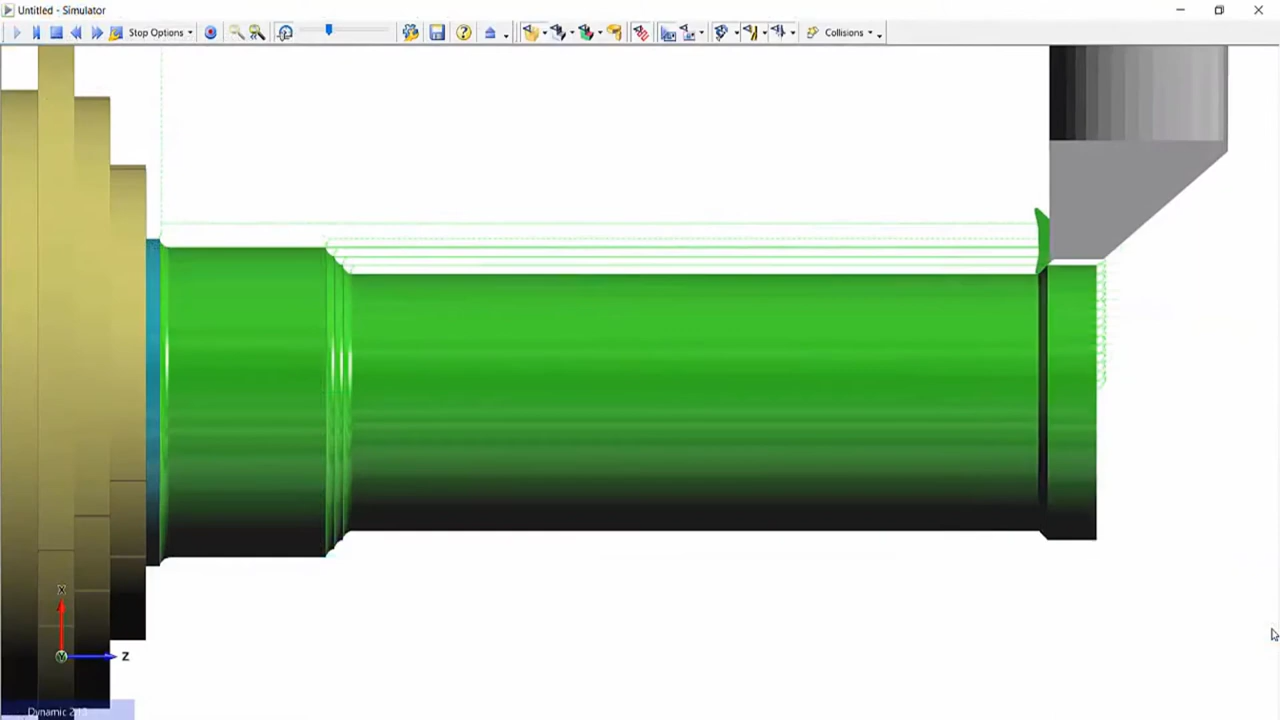 Untitled - Simulator
Stop Options
Collisions
X
Y
Z